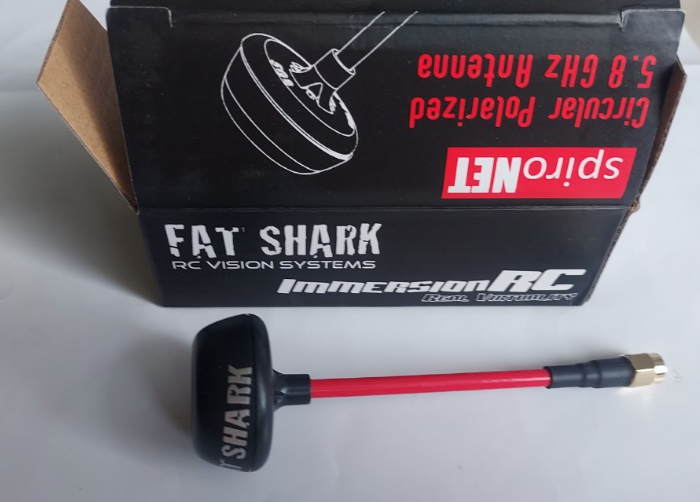 spiroNET
Circular Polarized
5.8 GHz Antenna
FAT SHARK
RC VISION SYSTEMS
ImmersionRC
Real Virtuality
FAT SHARK